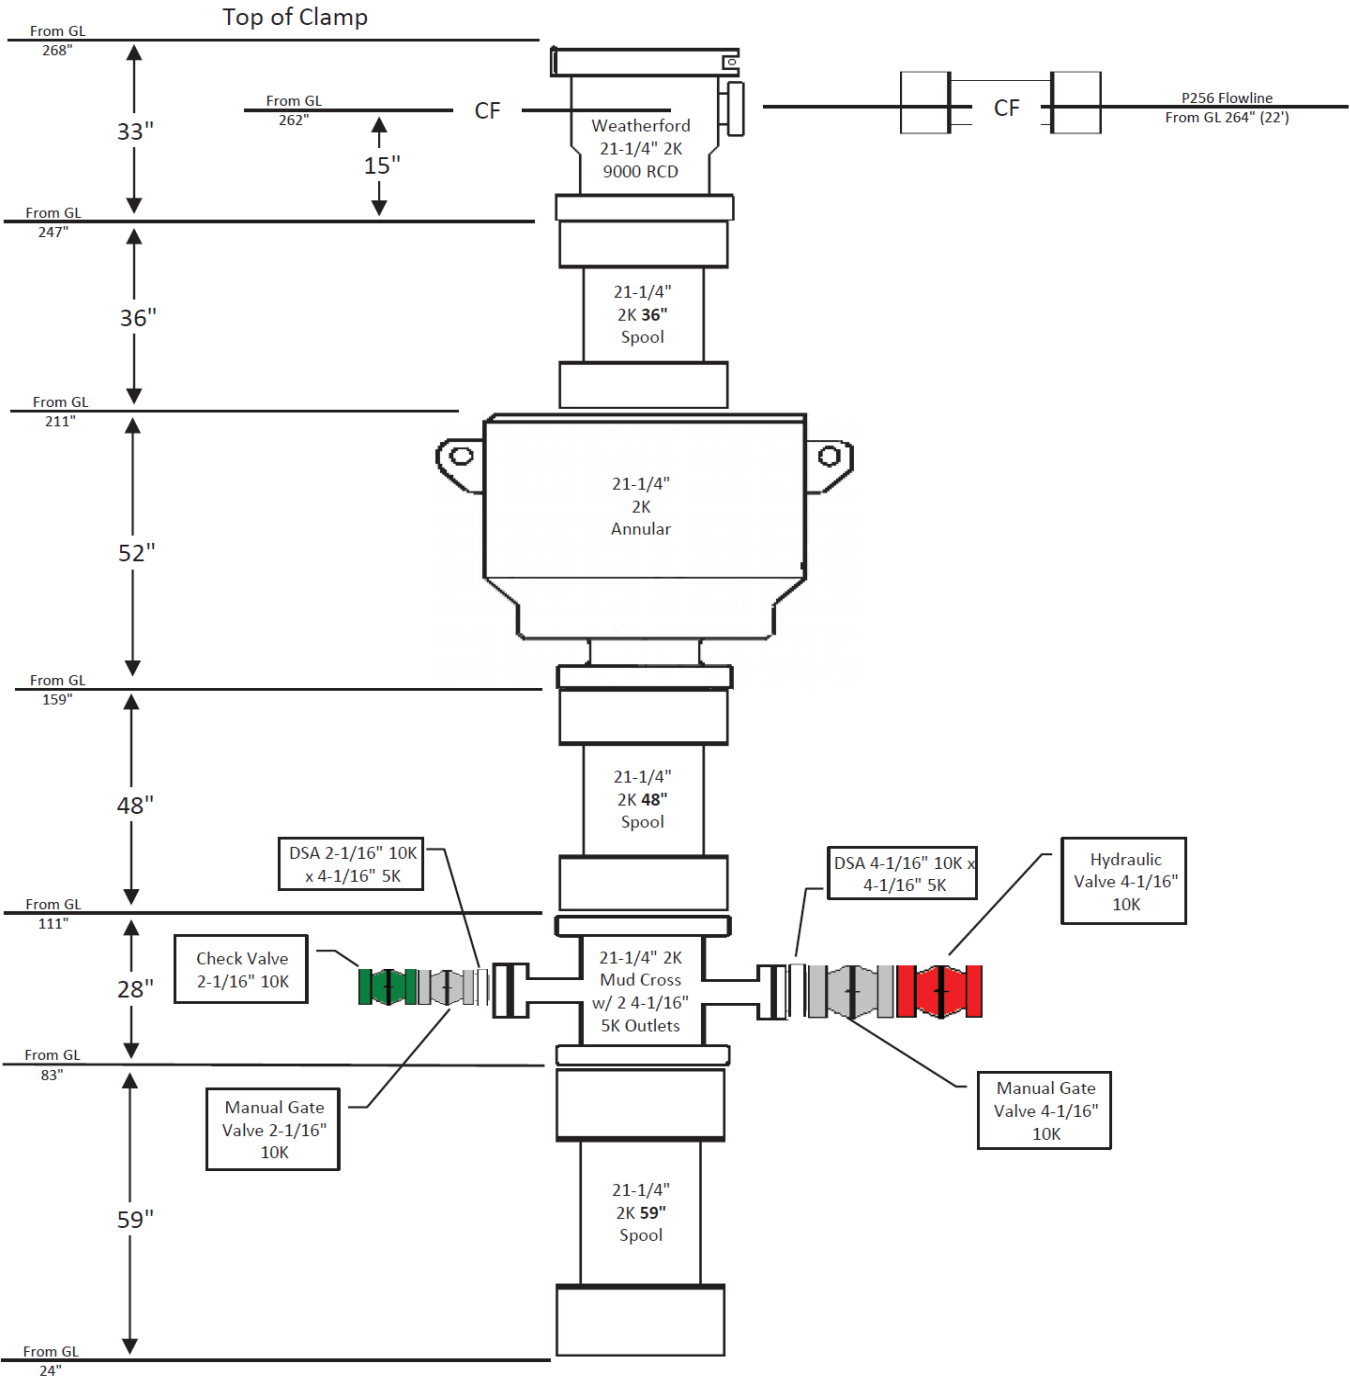 Top of Clamp
From GL
268"
33"
From GL
262"
CF
15"
Weatherford
21-1/4" 2K
9000 RCD
CF
P256 Flowline
From GL 264" (22')
From GL
247"
36"
21-1/4"
2K 36"
Spool
From GL
211"
52"
21-1/4"
2K
Annular
From GL
159"
48"
21-1/4"
2K 48"
Spool
DSA 2-1/16" 10K
x 4-1/16" 5K
DSA 4-1/16" 10K x
4-1/16" 5K
Hydraulic
Valve 4-1/16"
10K
From GL
111"
28"
Check Valve
2-1/16" 10K
21-1/4" 2K
Mud Cross
w/ 2 4-1/16"
5K Outlets
From GL
83"
Manual Gate
Valve 2-1/16"
10K
Manual Gate
Valve 4-1/16"
10K
59"
21-1/4"
2K 59"
Spool
From GL
24"